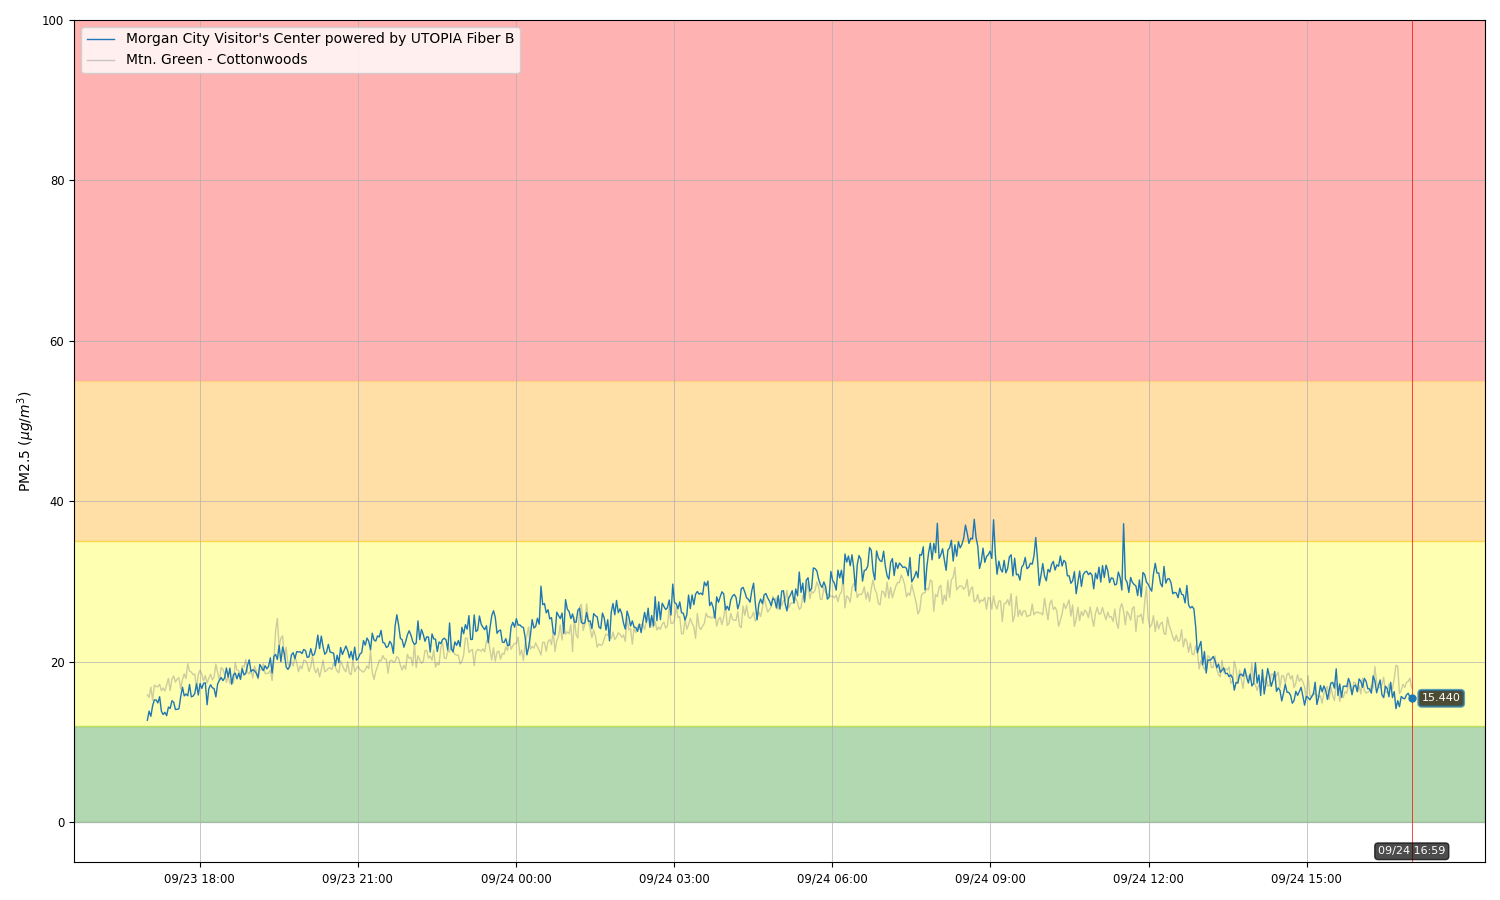 100
Morgan City Visitor's Center powered by UTOPIA Fiber B
Mtn. Green - Cottonwoods
80
60
40
20
0
PM2.5 (μg/m³)
15.440
09/24 16:59
09/23 18:00 09/23 21:00 09/24 00:00 09/24 03:00 09/24 06:00 09/24 09:00 09/24 12:00 09/24 15:00